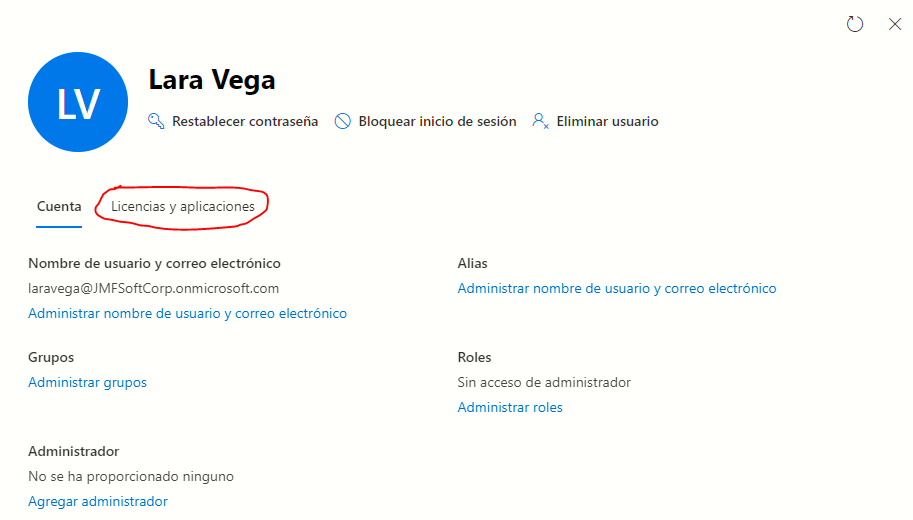 LV
Lara Vega
Restablecer contraseña Bloquear inicio de sesión Eliminar usuario
Cuenta Licencias y aplicaciones
Nombre de usuario y correo electrónico
laravega@JMFSoftCorp.onmicrosoft.com
Administrar nombre de usuario y correo electrónico
Alias
Administrar nombre de usuario y correo electrónico
Grupos
Administrar grupos
Roles
Sin acceso de administrador
Administrar roles
Administrador
No se ha proporcionado ninguno
Agregar administrador